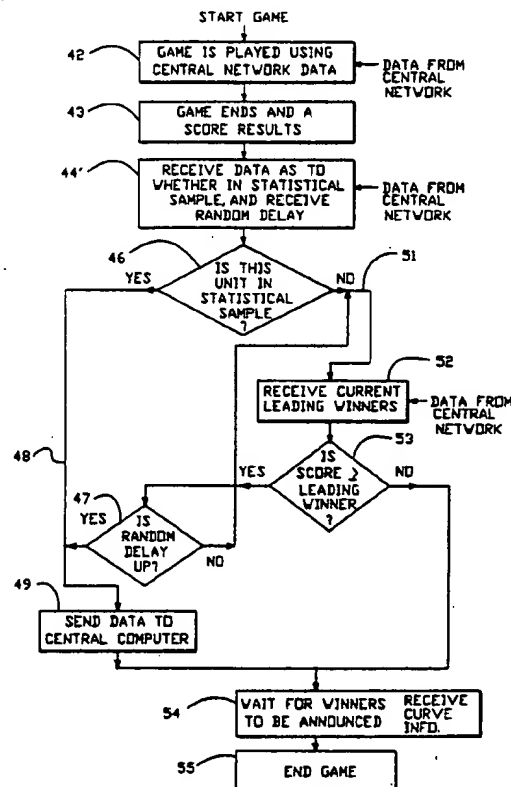 START GAME
42
GAME IS PLAYED USING
CENTRAL NETWORK DATA
DATA FROM
CENTRAL
NETWORK
43
GAME ENDS AND A
SCORE RESULTS
44'
RECEIVE DATA AS TO
WHETHER IN STATISTICAL
SAMPLE, AND RECEIVE
RANDOM DELAY
DATA FROM
CENTRAL
NETWORK
46
YES
IS THIS
UNIT IN
STATISTICAL
SAMPLE
?
NO
51
52
RECEIVE CURRENT
LEADING WINNERS
DATA FROM
CENTRAL
NETWORK
53
48
YES
IS
SCORE ≥
LEADING
WINNER
?
NO
47
YES
IS
RANDOM
DELAY
UP?
NO
49
SEND DATA TO
CENTRAL COMPUTER
54
WAIT FOR WINNERS RECEIVE
TO BE ANNOUNCED CURVE
INFO.
55
END GAME